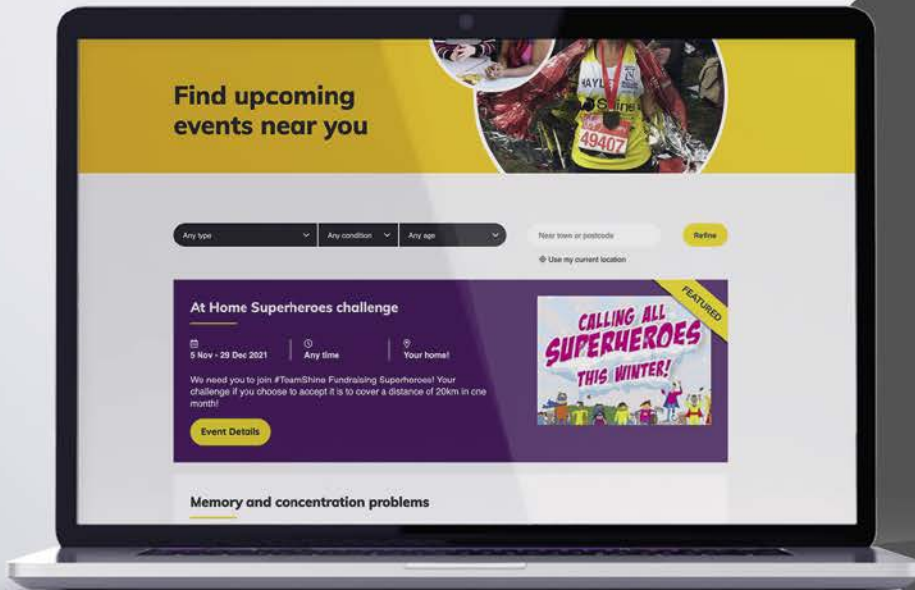 Find upcoming
events near you
HAYL
Shine
49407
Any type
Any condition
Any age
Near town or postcode
Refine
Use my current location
FEATURED
At Home Superheroes challenge
5 Nov - 29 Dec 2021
Any time
Your home!
We need you to join #TeamShine Fundraising Superheroes! Your
challenge if you choose to accept it is to cover a distance of 20km in one
month!
Event Details
CALLING ALL
SUPERHEROES
THIS WINTER!
Memory and concentration problems